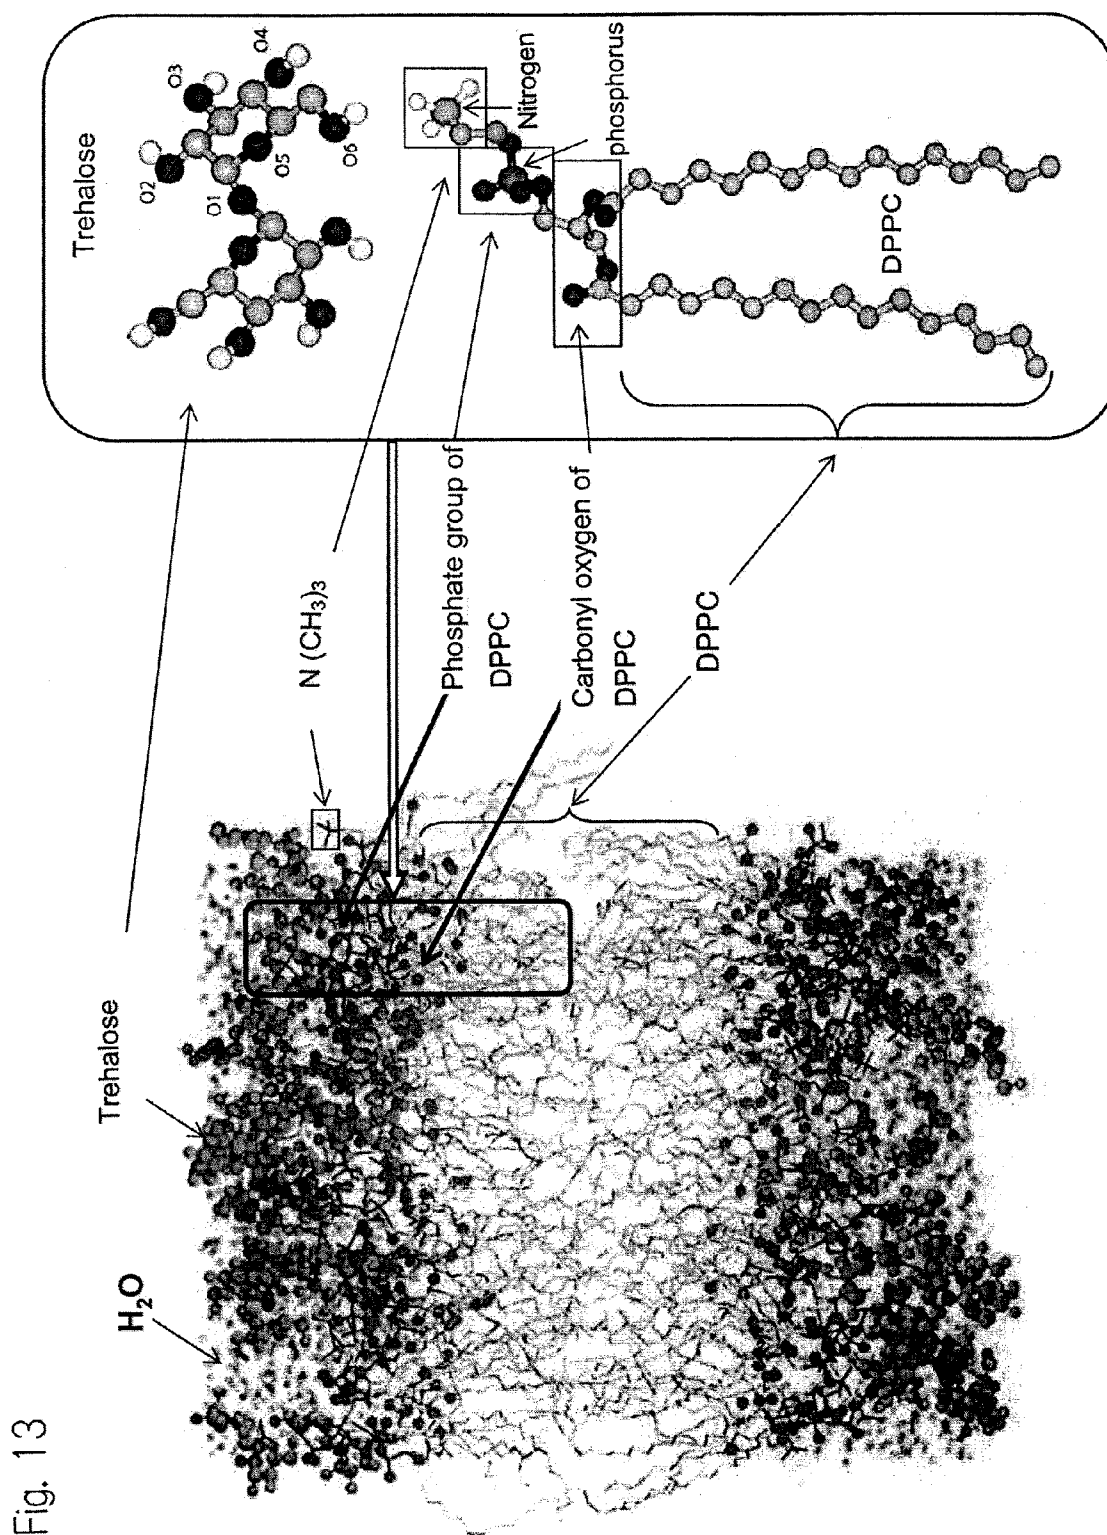 Fig. 13
H₂O
Trehalose
N (CH₃)₃
Phosphate group of
DPPC
Carbonyl oxygen of
DPPC
DPPC
Trehalose
O1
O2
O3
O4
O5
O6
Nitrogen
phosphorus
DPPC